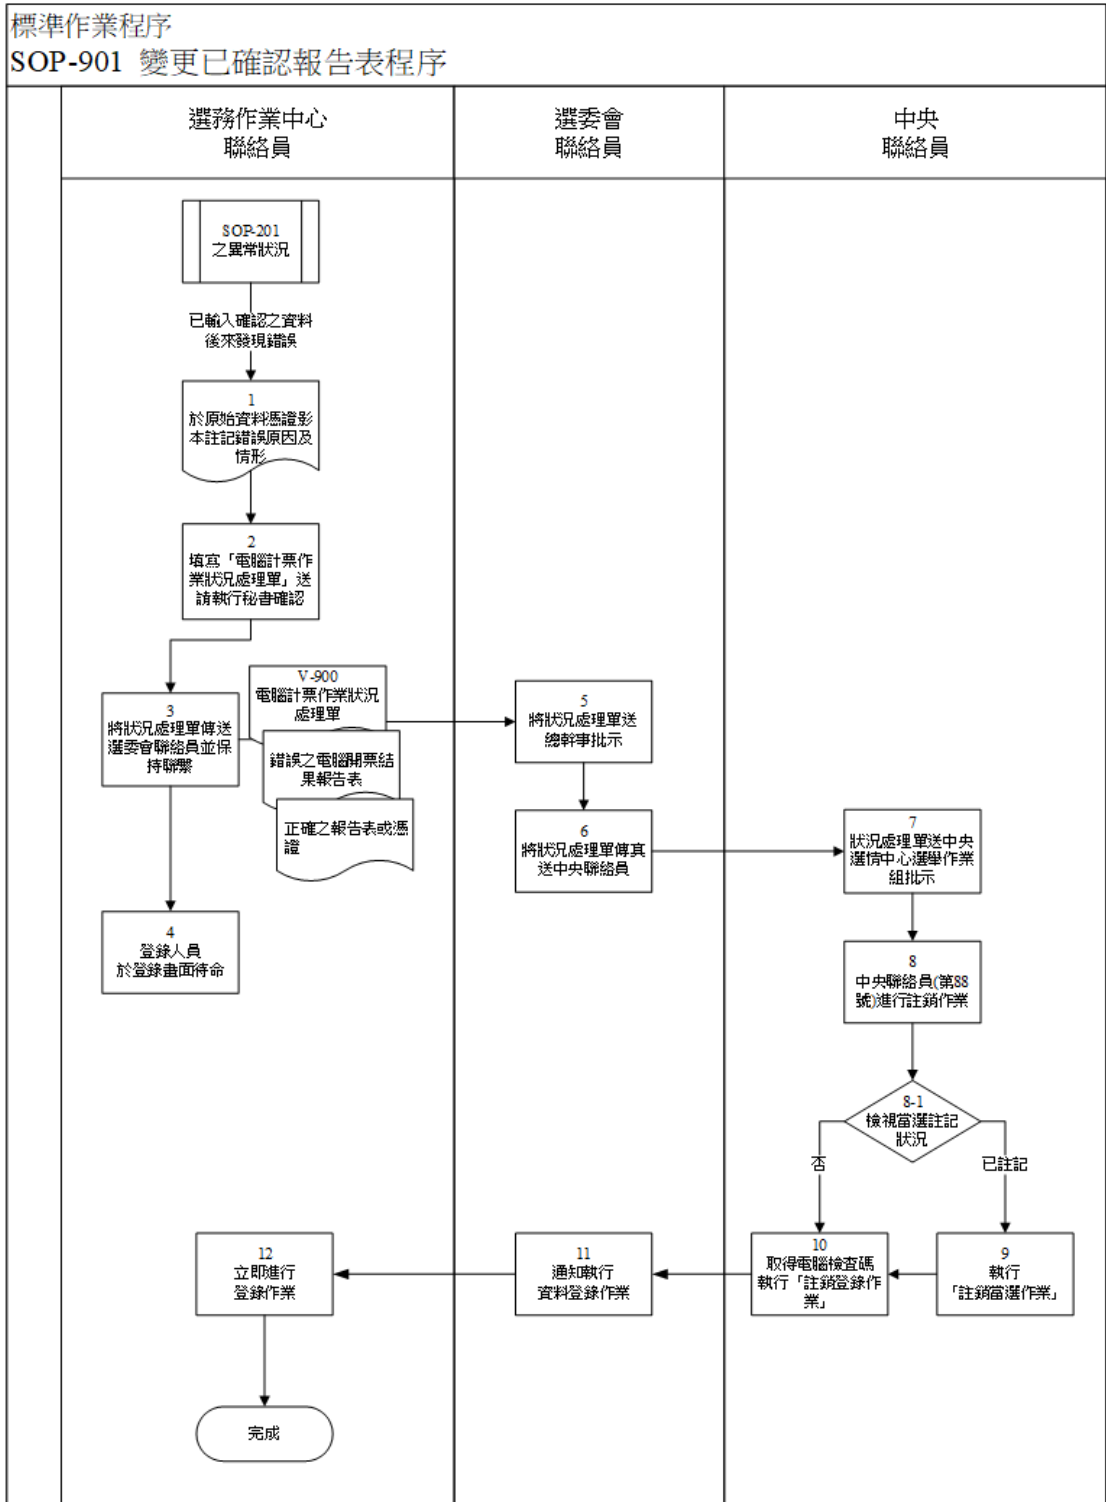 標準作業程序
SOP-901 變更已確認報告表程序
選務作業中心
聯絡員
選委會
聯絡員
中央
聯絡員
SOP-201
之異常狀況
已輸入確認之資料
後來發現錯誤
1
於原始資料憑證影
本註記錯誤原因及
情形
2
填寫「電腦計票作
業狀況處理單」送
請執行秘書確認
3
將狀況處理單傳送
選委會聯絡員並保
持聯繫
V-900
電腦計票作業狀況
處理單
錯誤之電腦開票結
果報告表
正確之報告表或憑
證
4
登錄人員
於登錄畫面待命
5
將狀況處理單送
總幹事批示
6
將狀況處理單傳真
送中央聯絡員
7
狀況處理單送中央
選情中心選舉作業
組批示
8
中央聯絡員(第88
號)進行註銷作業
8-1
檢視當選註記
狀況
否
已註記
9
執行
「註銷當選作業」
10
取得電腦檢查碼
執行「註銷登錄作
業」
11
通知執行
資料登錄作業
12
立即進行
登錄作業
完成